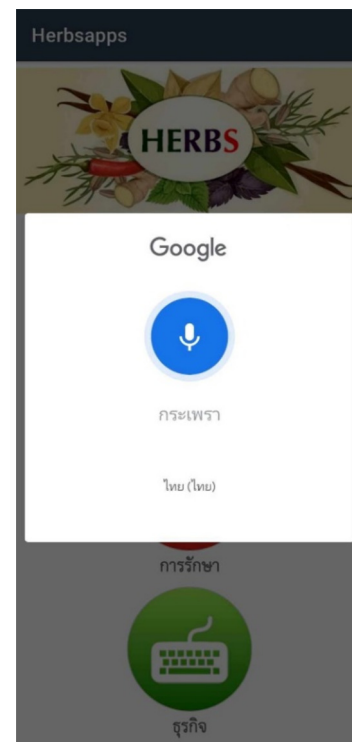 Herbsapps
HERBS
Google
กระเพรา
ไทย (ไทย)
การรักษา
ธุรกิจ